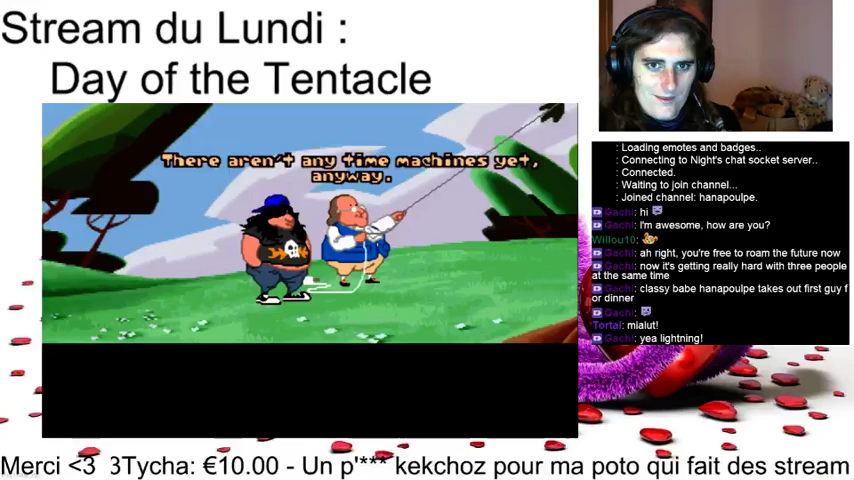 Stream du Lundi :
Day of the Tentacle
There aren't any time machines yet,
anyway.
: Loading emotes and badges..
: Connecting to Night's chat socket server..
: Connected.
: Waiting to join channel...
: Joined channel: hanapoulpe.
Gachi: hi
Gachi: I'm awesome, how are you?
Willou10:
Gachi: ah right, you're free to roam the future now
Gachi: now it's getting really hard with three people
at the same time
Gachi: classy babe hanapoulpe takes out first guy f
or dinner
Gachi:
Tortai: mialut!
Gachi: yea lightning!
Merci <3 3Tycha: €10.00 - Un p'*** kekchoz pour ma poto qui fait des stream